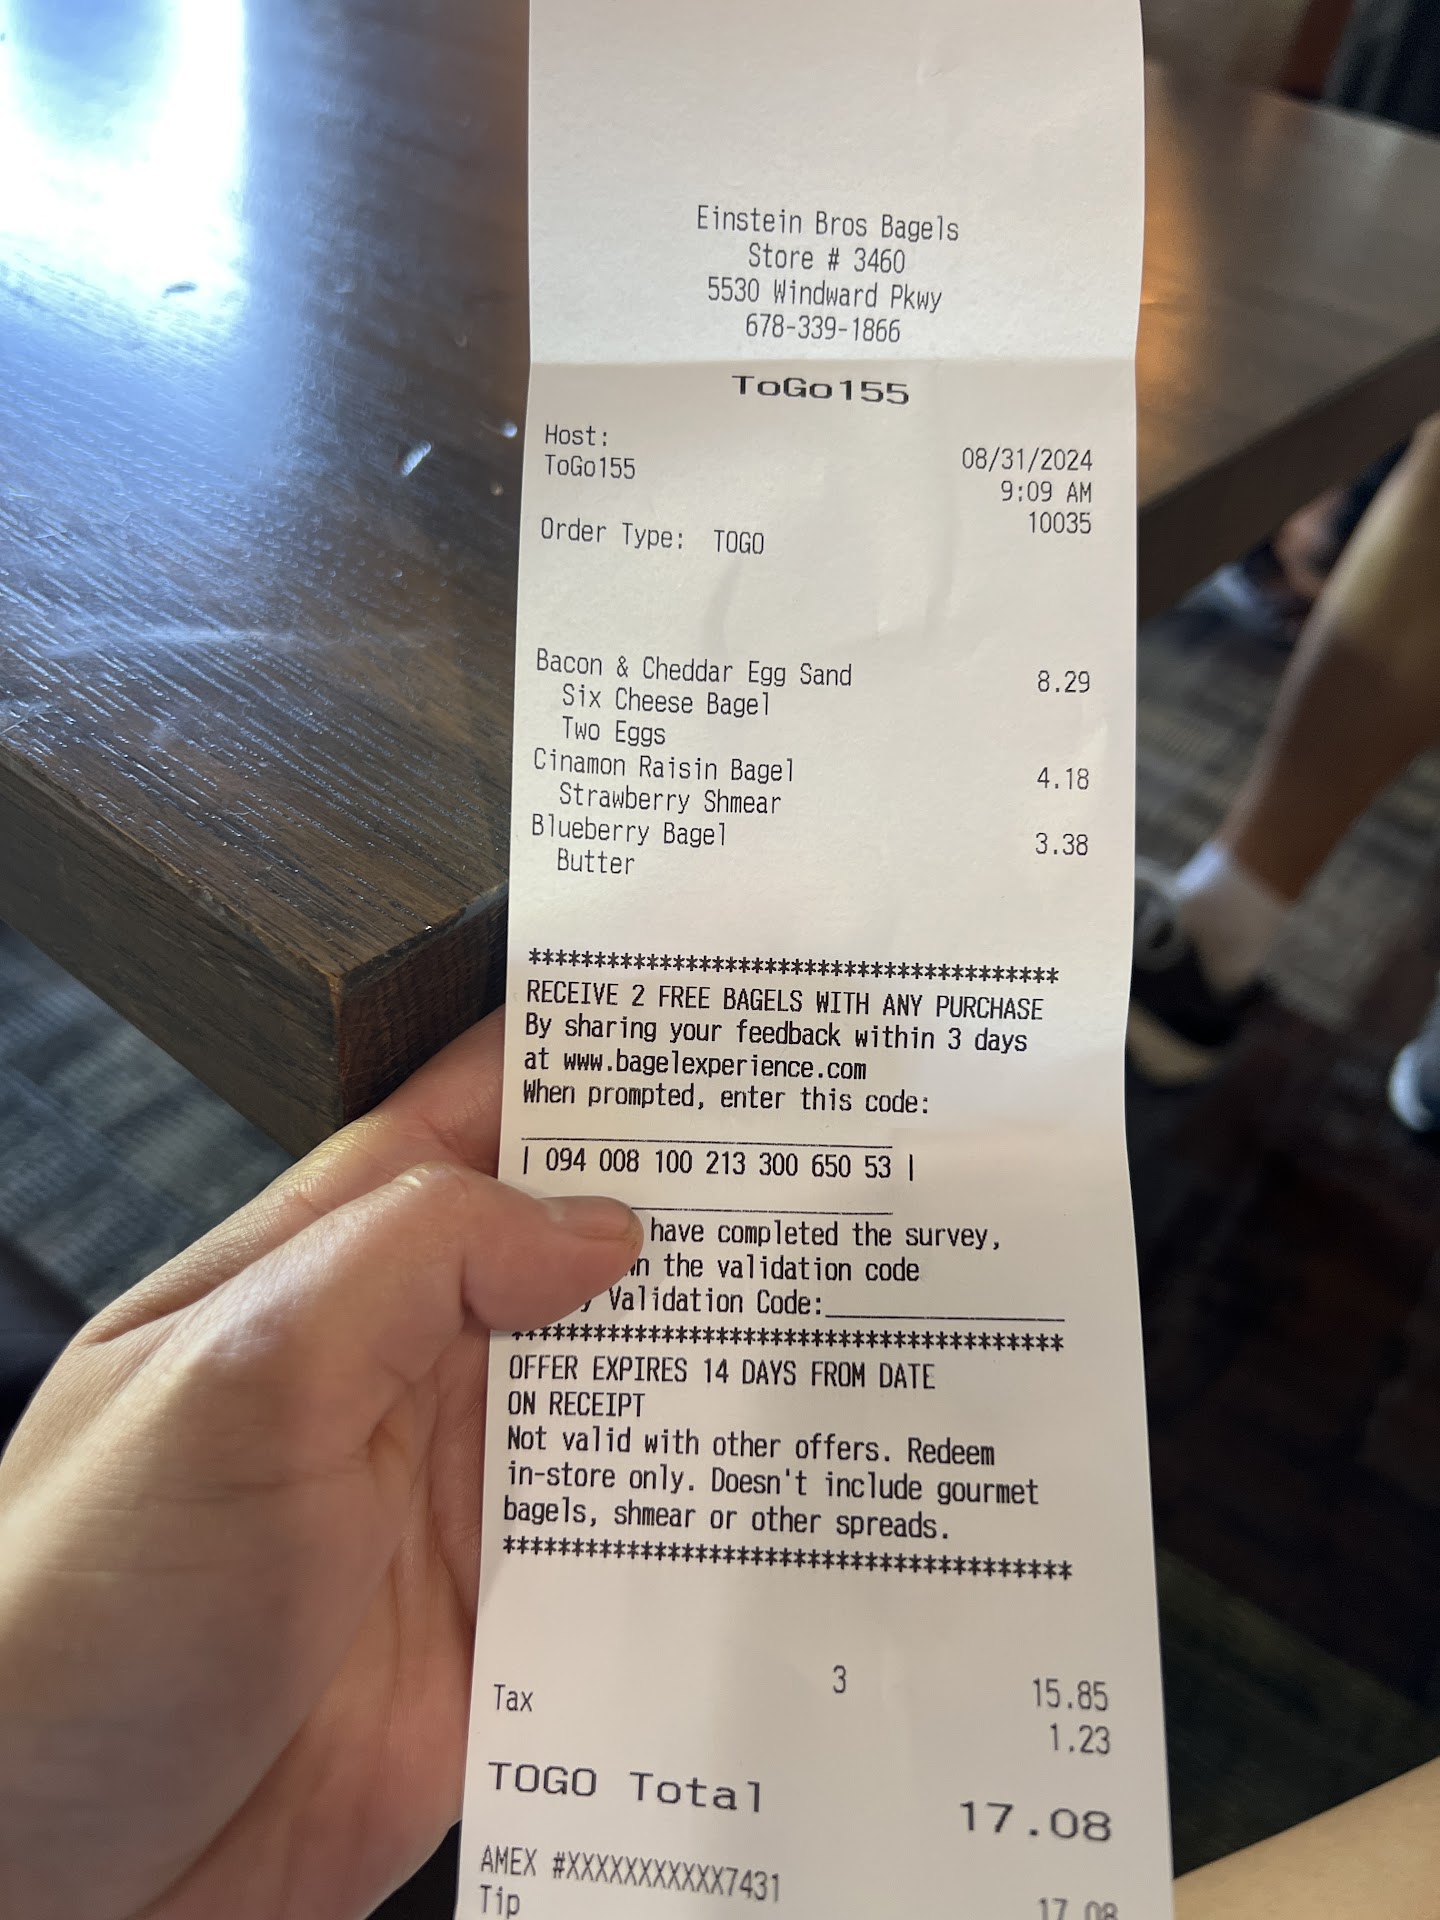 Einstein Bros Bagels
Store # 3460
5530 Windward Pkwy
678-339-1866
ToGo155
Host:
ToGo155
08/31/2024
9:09 AM
10035
Order Type: TOGO
Bacon & Cheddar Egg Sand 8.29
Six Cheese Bagel
Two Eggs
Cinamon Raisin Bagel 4.18
Strawberry Shmear
Blueberry Bagel 3.38
Butter
*****************************************
RECEIVE 2 FREE BAGELS WITH ANY PURCHASE
By sharing your feedback within 3 days
at www.bagelexperience.com
When prompted, enter this code:
| 094 008 100 213 300 650 53 |
have completed the survey,
the validation code
Validation Code:__________________
*****************************************
OFFER EXPIRES 14 DAYS FROM DATE
ON RECEIPT
Not valid with other offers. Redeem
in-store only. Doesn't include gourmet
bagels, shmear or other spreads.
*****************************************
3 15.85
Tax 1.23
TOGO Total 17.08
AMEX #XXXXXXXXXXX7431 17.08
Tip